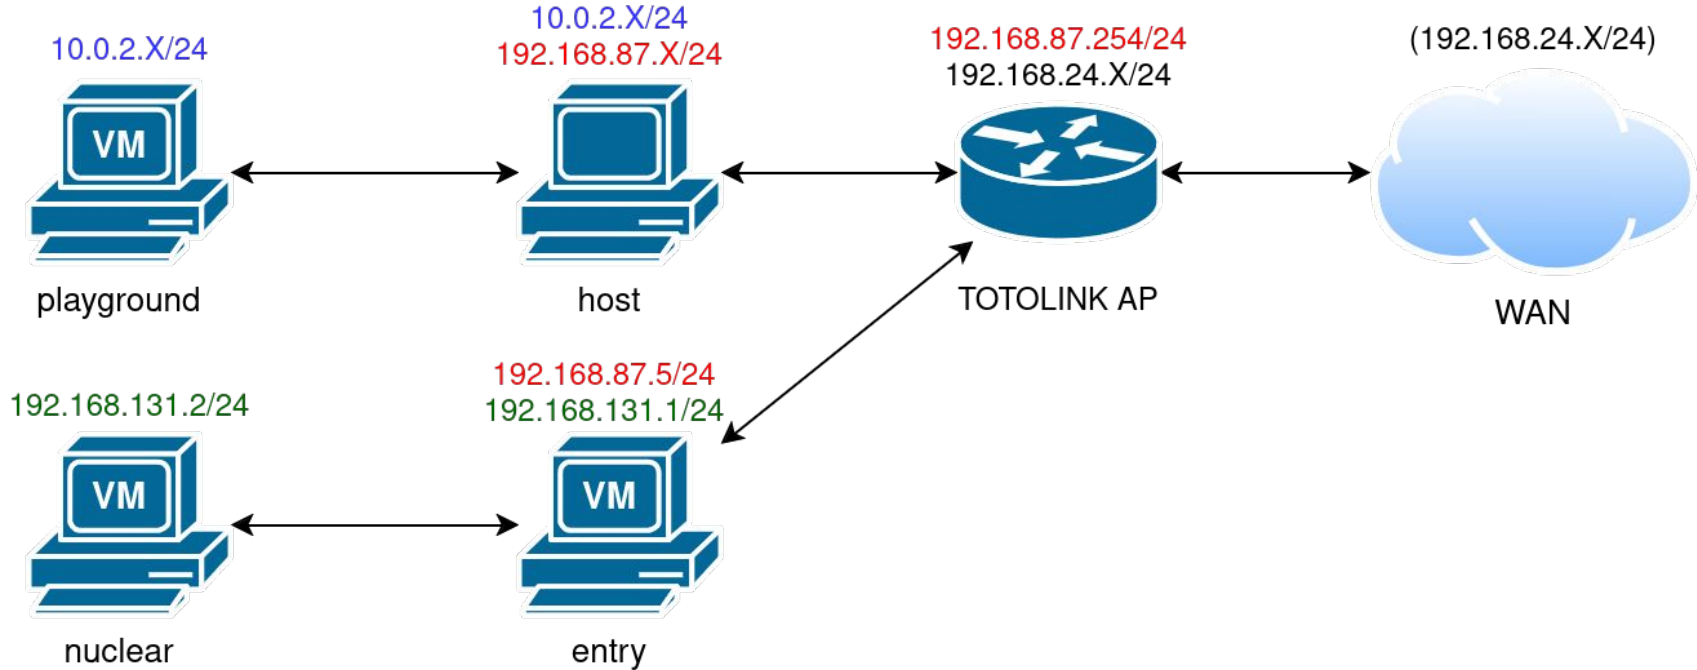 10.0.2.X/24
10.0.2.X/24
192.168.87.X/24
192.168.87.254/24
192.168.24.X/24
(192.168.24.X/24)
VM
playground
host
TOTOLINK AP
WAN
192.168.131.2/24
192.168.87.5/24
192.168.131.1/24
VM
VM
nuclear
entry